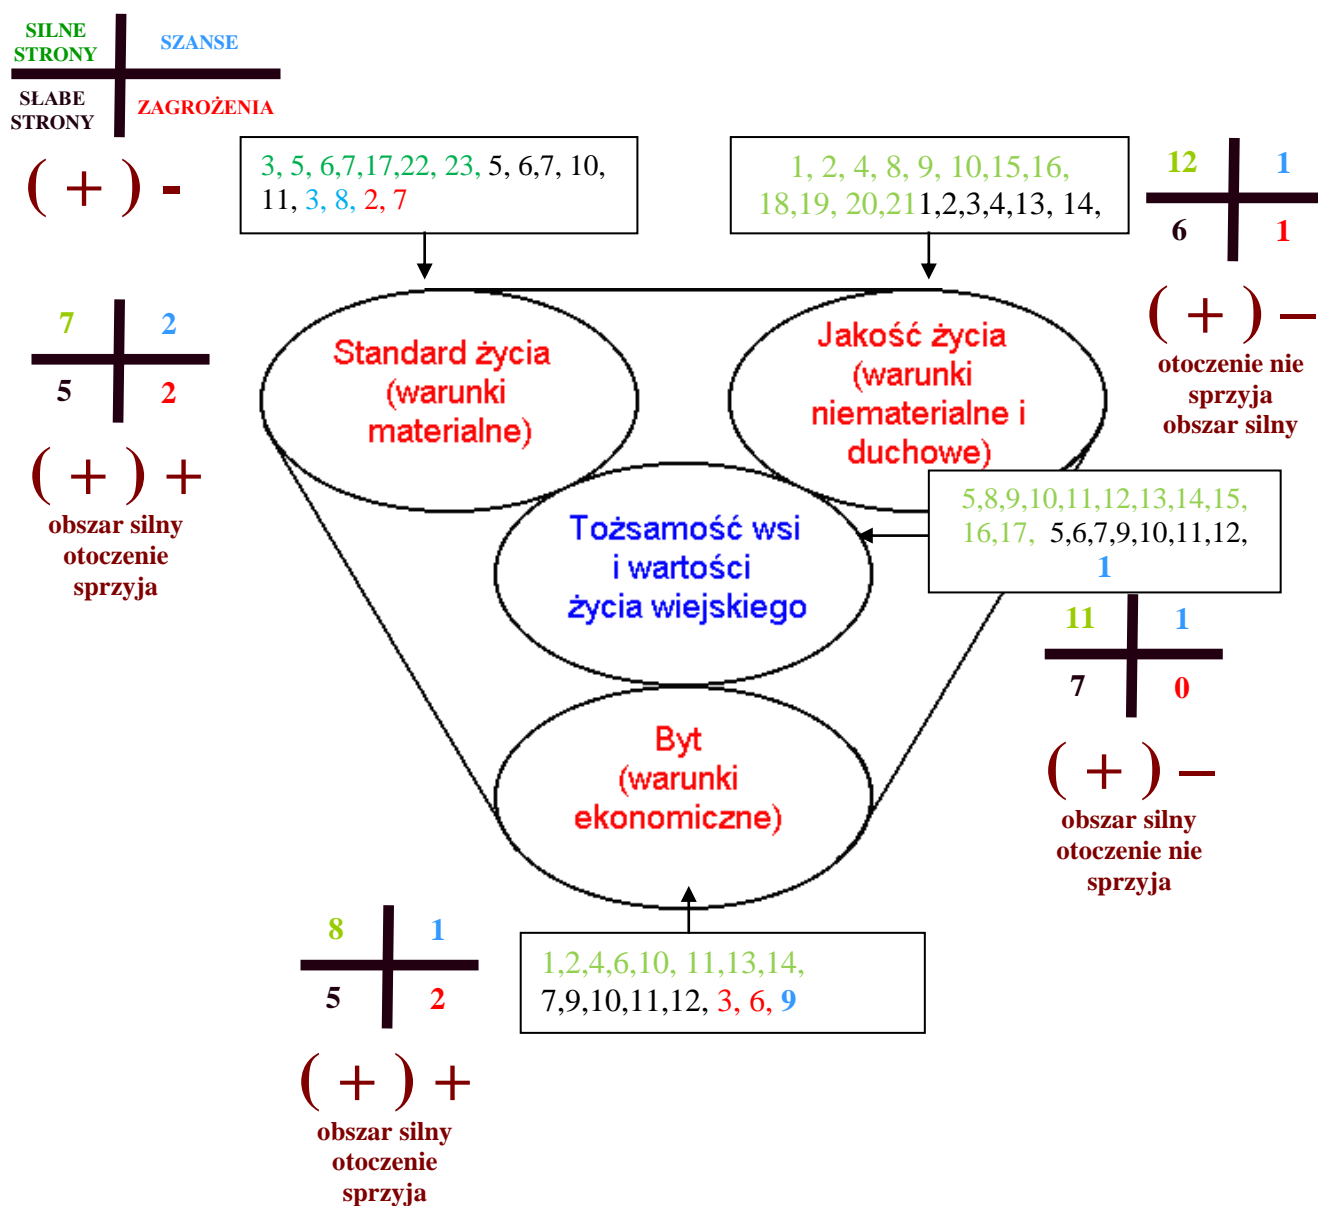 SILNE
STRONY
SZANSE
SŁABE
STRONY
ZAGROŻENIA
( + ) -
3, 5, 6,7,17,22, 23, 5, 6,7, 10,
11, 3, 8, 2, 7
1, 2, 4, 8, 9, 10,15,16,
18,19, 20,211,2,3,4,13, 14,
12 1
6 1
( + ) –
otoczenie nie
sprzyja
obszar silny
7 2
5 2
( + ) +
obszar silny
otoczenie
sprzyja
Standard życia
(warunki
materialne)
Jakość życia
(warunki
niematerialne i
duchowe)
5,8,9,10,11,12,13,14,15,
16,17, 5,6,7,9,10,11,12,
1
Tożsamość wsi
i wartości
życia wiejskiego
11 1
7 0
( + ) –
obszar silny
otoczenie nie
sprzyja
Byt
(warunki
ekonomiczne)
8 1
5 2
( + ) +
obszar silny
otoczenie
sprzyja
1,2,4,6,10, 11,13,14,
7,9,10,11,12, 3, 6, 9